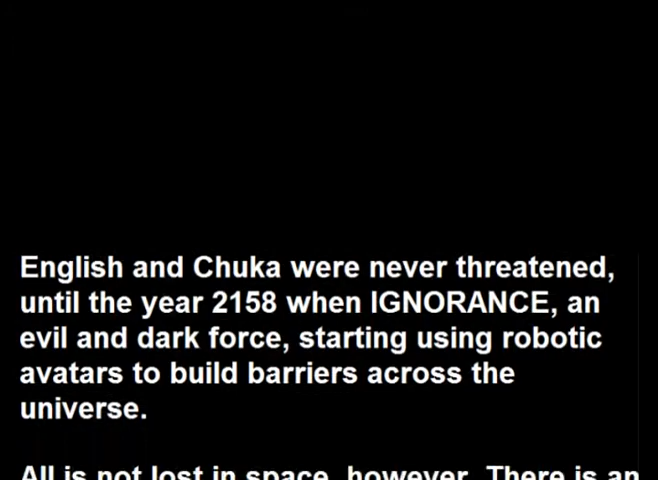 English and Chuka were never threatened,
until the year 2158 when IGNORANCE, an
evil and dark force, starting using robotic
avatars to build barriers across the
universe.
All is not lost in space, however. There is an